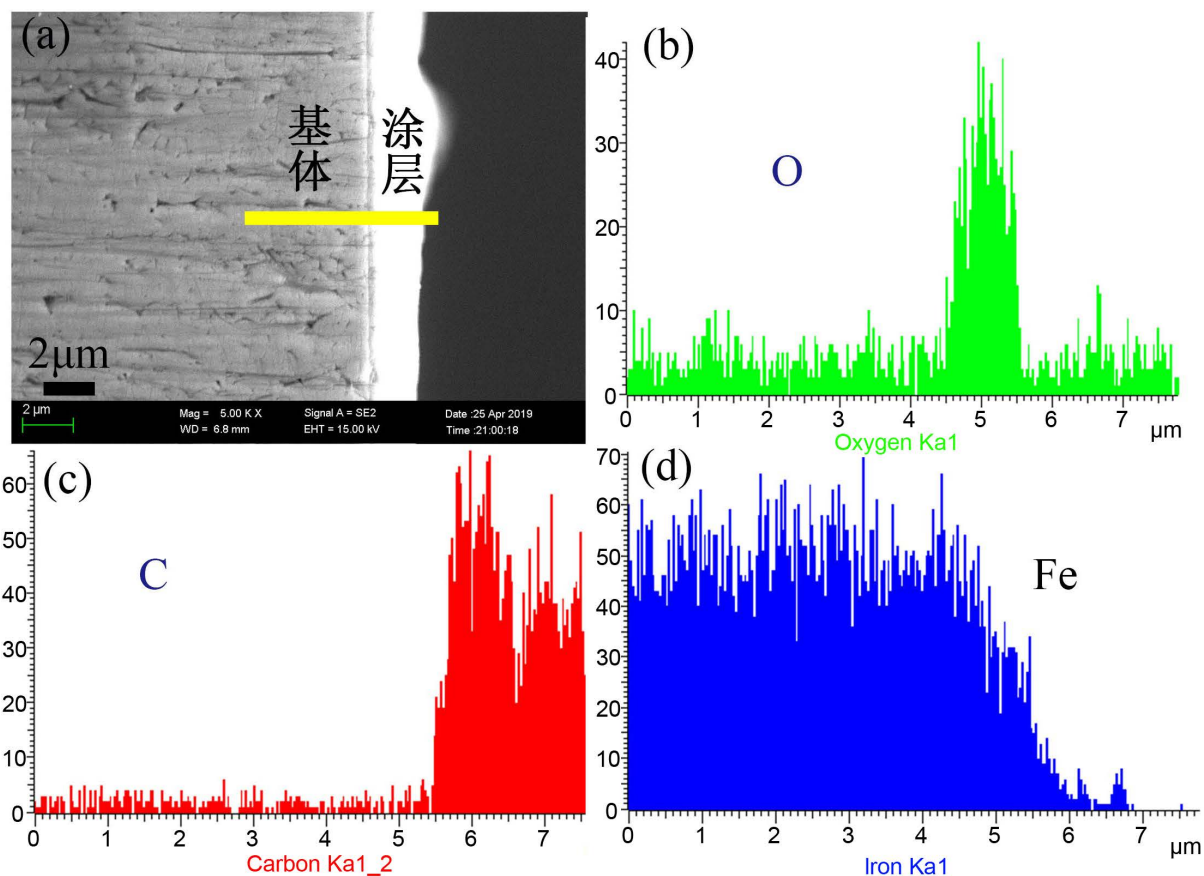 (a)
基体
涂层
2μm
2 μm
Mag = 5.00 K X
Signal A = SE2
Date :25 Apr 2019
WD = 6.8 mm
EHT = 15.00 kV
Time :21:00:18
(b)
O
40
30
20
10
0
0 1 2 3 4 5 6 7 μm
Oxygen Ka1
(c)
C
60
50
40
30
20
10
0
0 1 2 3 4 5 6 7
Carbon Ka1_2
(d)
Fe
70
60
50
40
30
20
10
0
0 1 2 3 4 5 6 7 μm
Iron Ka1